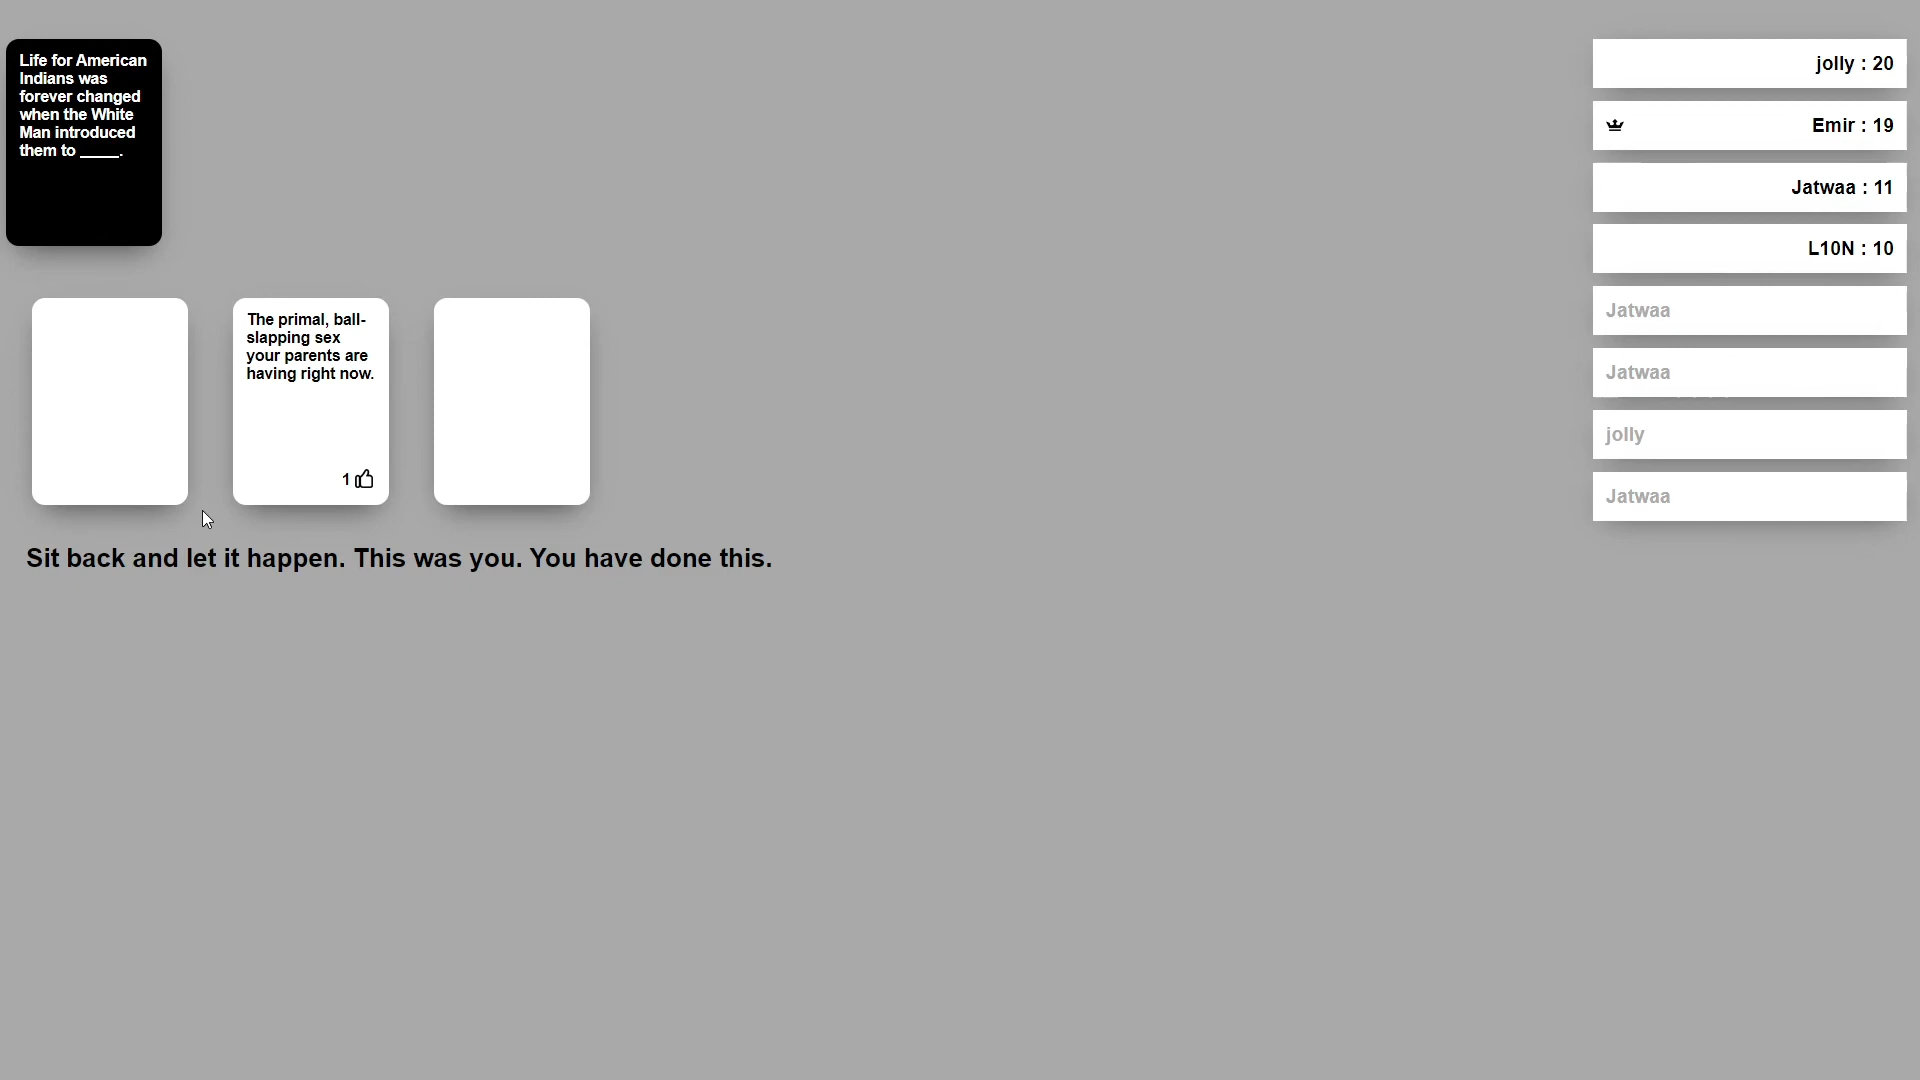 Life for American
Indians was
forever changed
when the White
Man introduced
them to _____.
The primal, ball-
slapping sex
your parents are
having right now.
1
Sit back and let it happen. This was you. You have done this.
jolly : 20
Emir : 19
Jatwaa : 11
L10N : 10
Jatwaa
Jatwaa
jolly
Jatwaa